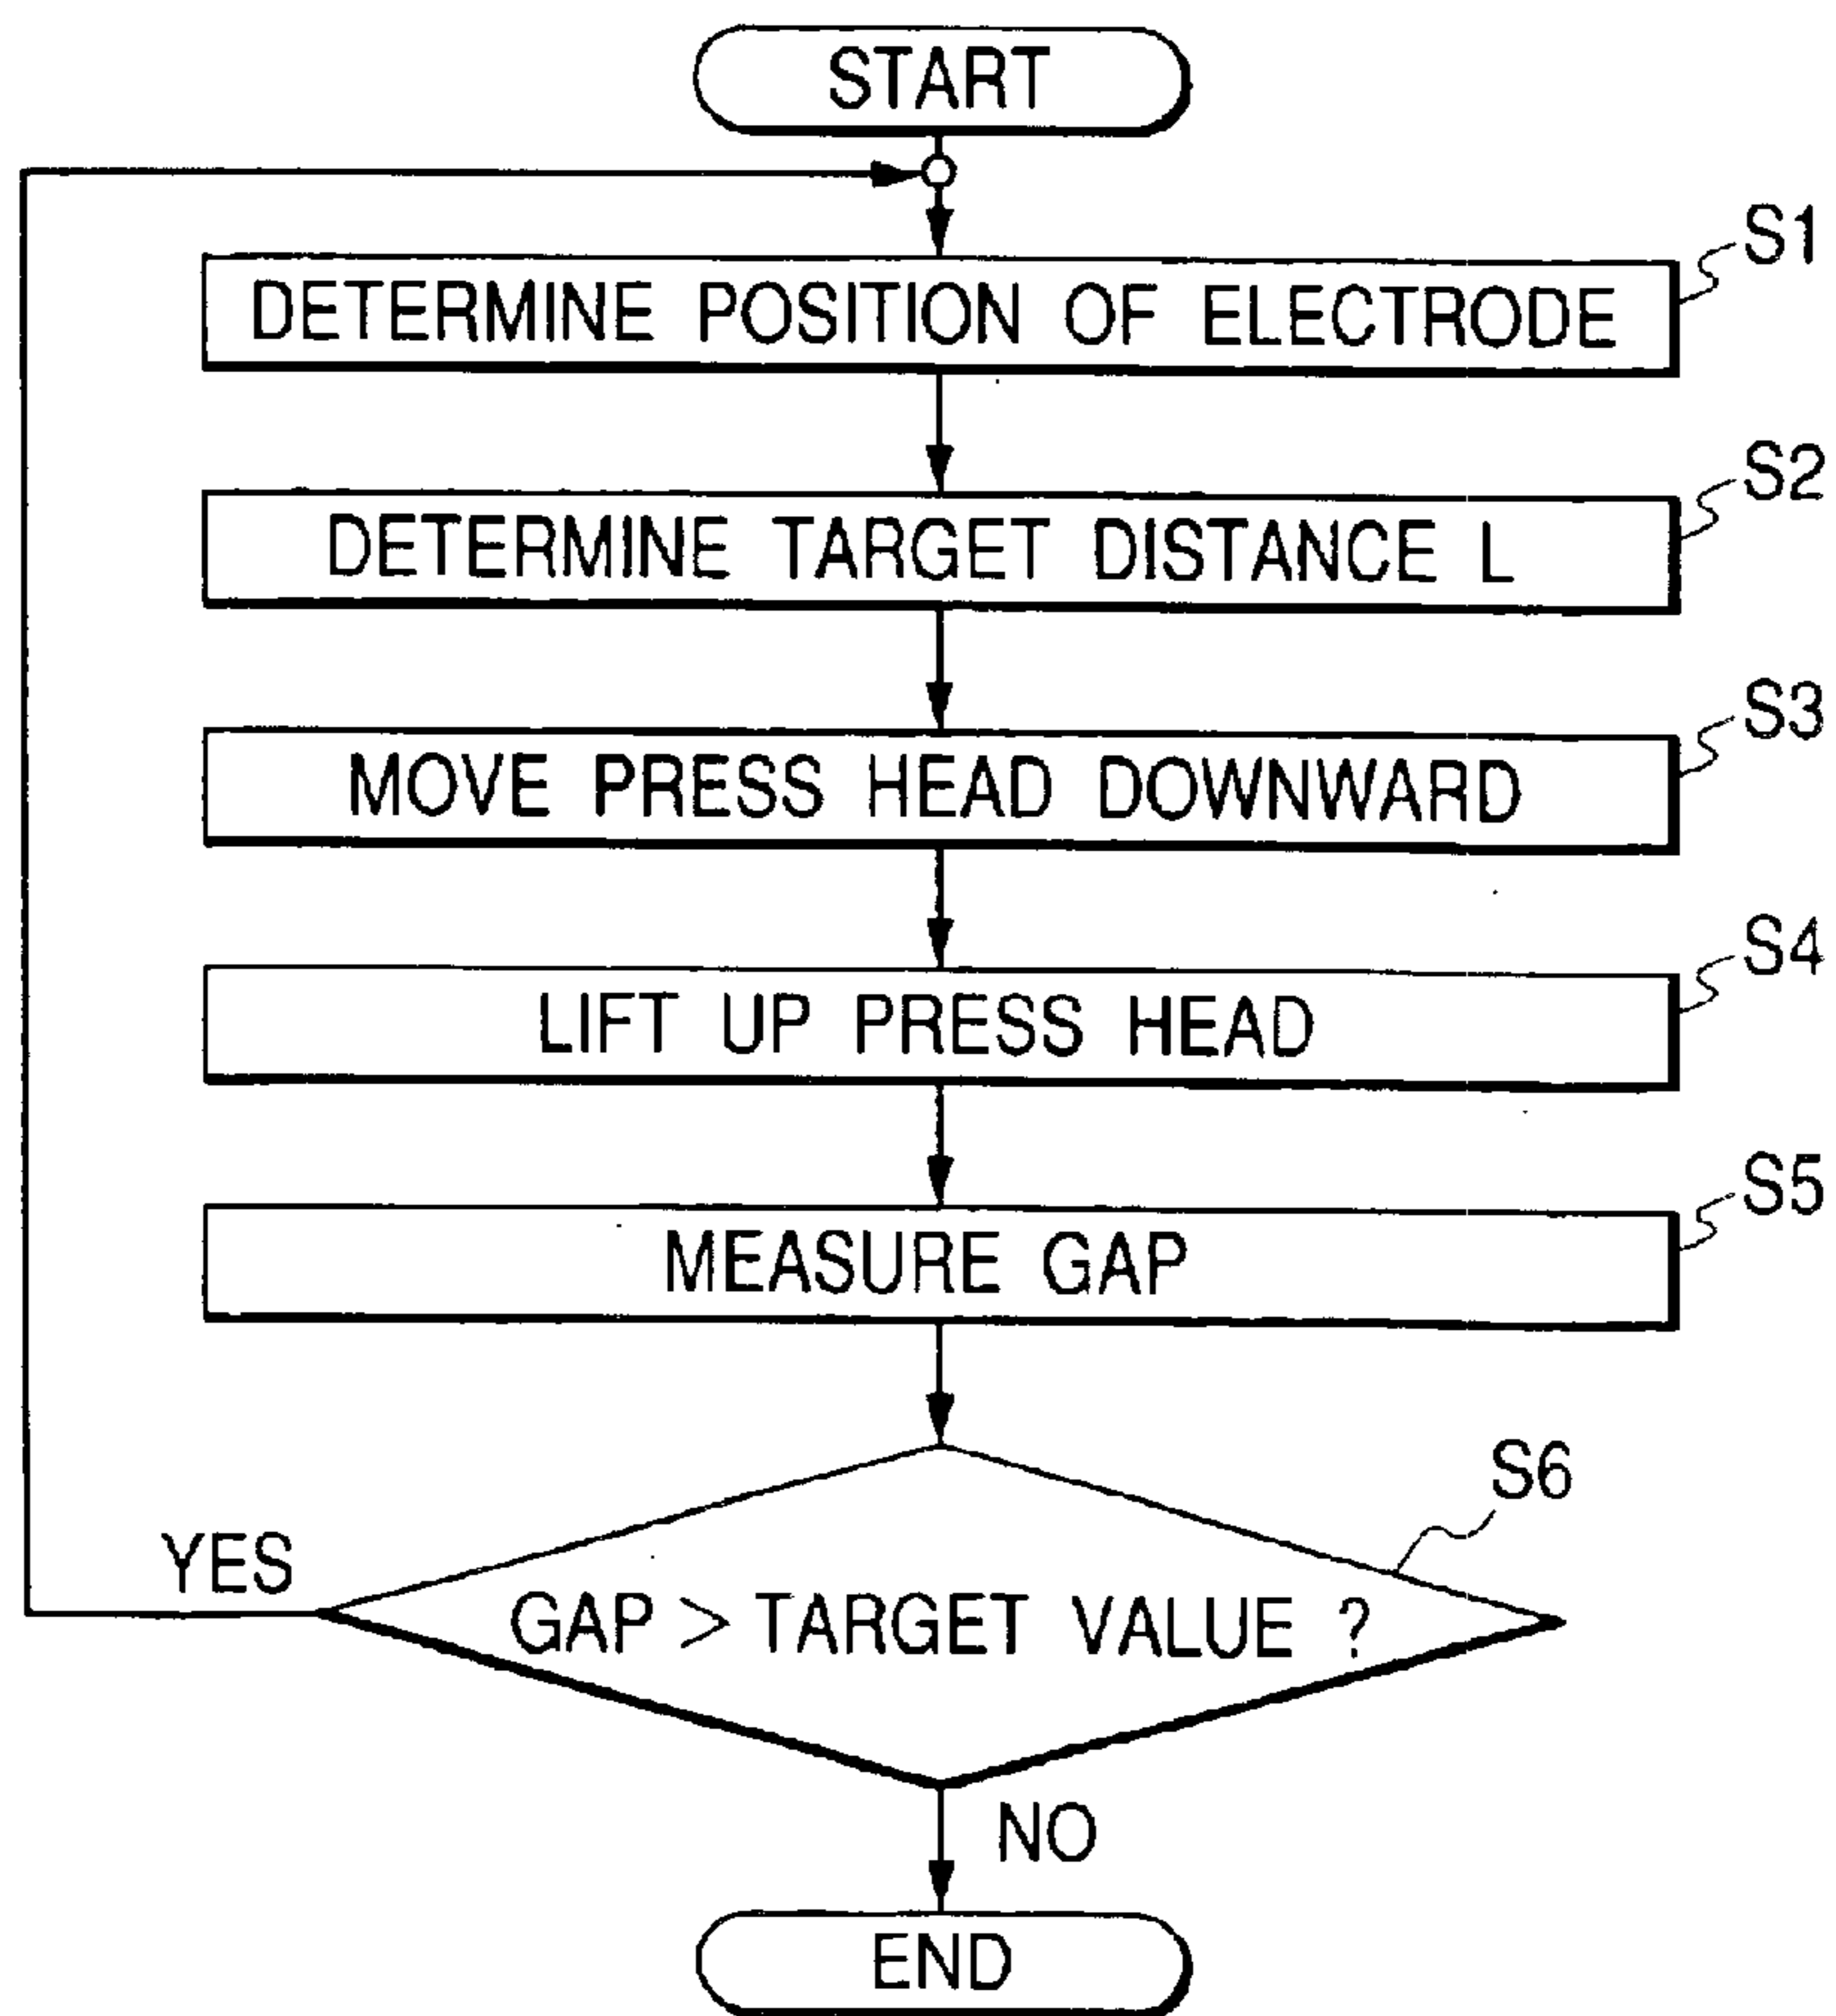 START
S1
DETERMINE POSITION OF ELECTRODE
S2
DETERMINE TARGET DISTANCE L
S3
MOVE PRESS HEAD DOWNWARD
S4
LIFT UP PRESS HEAD
S5
MEASURE GAP
S6
YES
GAP > TARGET VALUE ?
NO
END